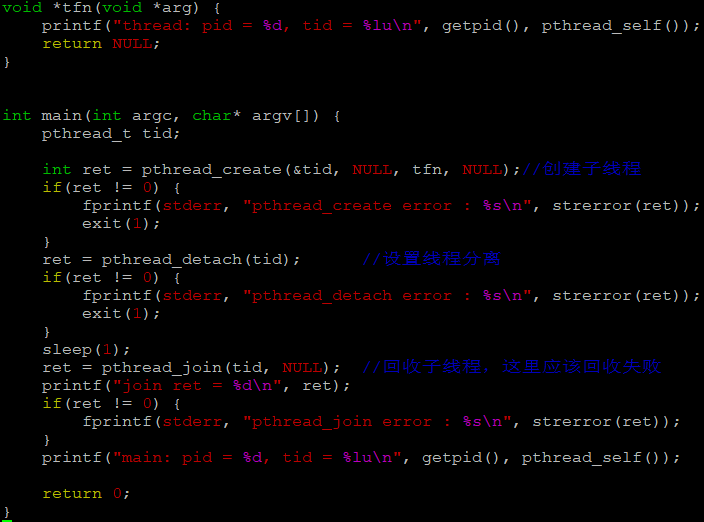 void *tfn(void *arg) {
    printf("thread: pid = %d, tid = %lu\n", getpid(), pthread_self());
    return NULL;
}
int main(int argc, char* argv[]) {
    pthread_t tid;
    int ret = pthread_create(&tid, NULL, tfn, NULL);//创建子线程
    if(ret != 0) {
        fprintf(stderr, "pthread_create error : %s\n", strerror(ret));
        exit(1);
    }
    ret = pthread_detach(tid);      //设置线程分离
    if(ret != 0) {
        fprintf(stderr, "pthread_detach error : %s\n", strerror(ret));
        exit(1);
    }
    sleep(1);
    ret = pthread_join(tid, NULL);  //回收子线程，这里应该回收失败
    printf("join ret = %d\n", ret);
    if(ret != 0) {
        fprintf(stderr, "pthread_join error : %s\n", strerror(ret));
    }
    printf("main: pid = %d, tid = %lu\n", getpid(), pthread_self());
    return 0;
}